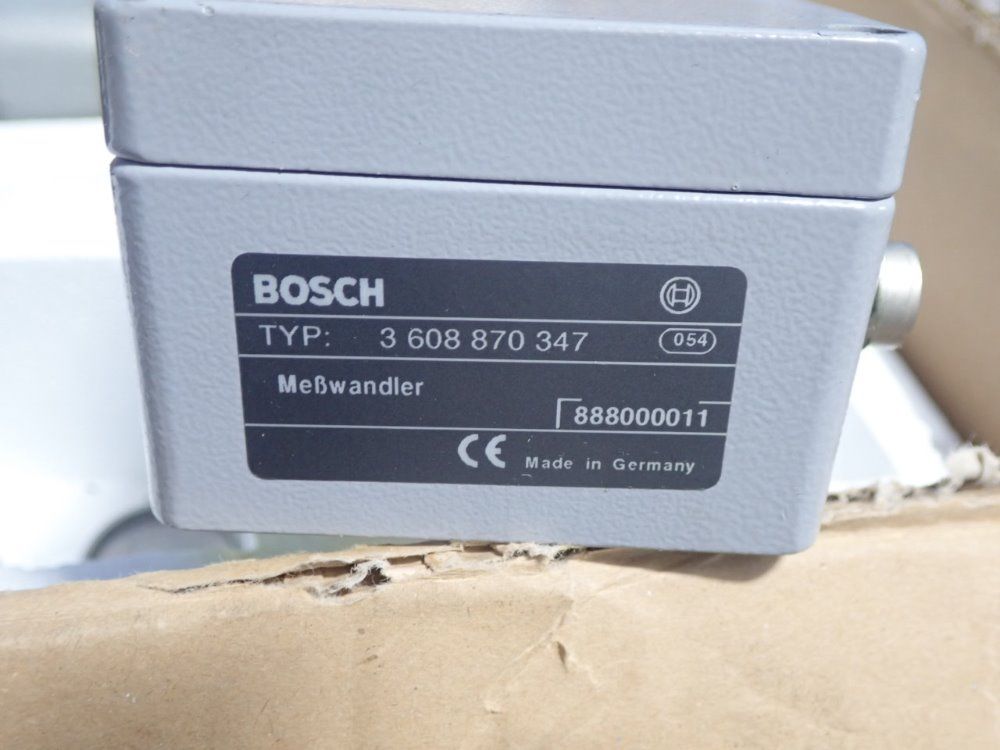 BOSCH
TYP: 3 608 870 347 054
Meßwandler
888000011
CE Made in Germany